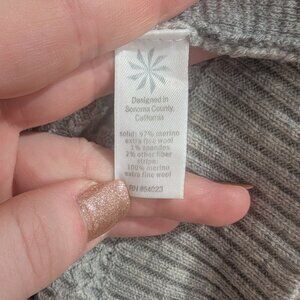 Designed in
Sonoma County,
California
solid: 97% merino
extra fine wool
1% spandex
2% other fiber
stripe:
100% merino
extra fine wool
RN #54023